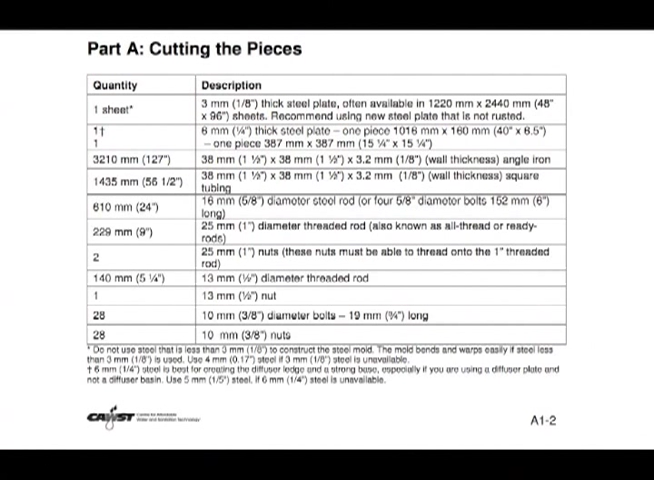 Part A: Cutting the Pieces
Quantity Description
1 sheet* 3 mm (1/8") thick steel plate, often available in 1220 mm x 2440 mm (48"
x 96") sheets. Recommend using new steel plate that is not rusted.
1† 6 mm (¼") thick steel plate – one piece 1016 mm x 160 mm (40" x 6.5")
1 – one piece 387 mm x 387 mm (15 ¼" x 15 ¼")
3210 mm (127") 38 mm (1 ½") x 38 mm (1 ½") x 3.2 mm (1/8") (wall thickness) angle iron
1435 mm (56 1/2") 38 mm (1 ½") x 38 mm (1 ½") x 3.2 mm (1/8") (wall thickness) square
tubing
610 mm (24") 16 mm (5/8") diameter steel rod (or four 5/8" diameter bolts 152 mm (6")
long)
229 mm (9") 25 mm (1") diameter threaded rod (also known as all-thread or ready-
rods)
2 25 mm (1") nuts (these nuts must be able to thread onto the 1" threaded
rod)
140 mm (5 ¼") 13 mm (½") diameter threaded rod
1 13 mm (½") nut
28 10 mm (3/8") diameter bolts – 19 mm (¾") long
28 10 mm (3/8") nuts
* Do not use steel that is less than 3 mm (1/8") to construct the steel mold. The mold bends and warps easily if steel less
than 3 mm (1/8") is used. Use 4 mm (0.17") steel if 3 mm (1/8") steel is unavailable.
† 6 mm (1/4") steel is best for creating the diffuser ledge and a strong base, especially if you are using a diffuser plate and
not a diffuser basin. Use 5 mm (1/5") steel. If 6 mm (1/4") steel is unavailable.
CAWST Centre for Affordable
Water and Sanitation Technology
A1-2